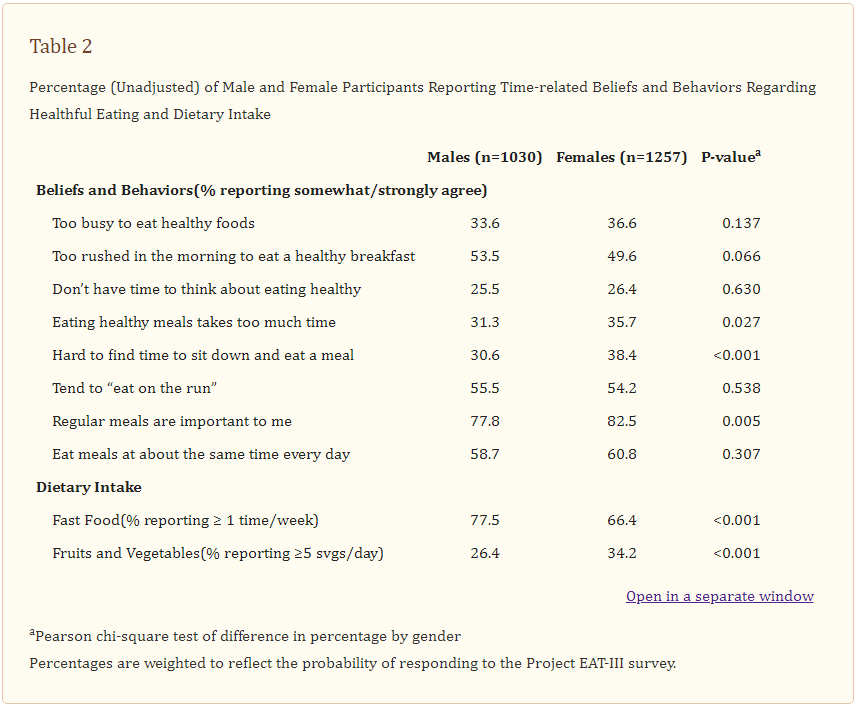 Table 2
Percentage (Unadjusted) of Male and Female Participants Reporting Time-related Beliefs and Behaviors Regarding
Healthful Eating and Dietary Intake
Males (n=1030) Females (n=1257) P-valueᵃ
Beliefs and Behaviors(% reporting somewhat/strongly agree)
Too busy to eat healthy foods 33.6 36.6 0.137
Too rushed in the morning to eat a healthy breakfast 53.5 49.6 0.066
Don’t have time to think about eating healthy 25.5 26.4 0.630
Eating healthy meals takes too much time 31.3 35.7 0.027
Hard to find time to sit down and eat a meal 30.6 38.4 <0.001
Tend to “eat on the run” 55.5 54.2 0.538
Regular meals are important to me 77.8 82.5 0.005
Eat meals at about the same time every day 58.7 60.8 0.307
Dietary Intake
Fast Food(% reporting ≥ 1 time/week) 77.5 66.4 <0.001
Fruits and Vegetables(% reporting ≥5 svgs/day) 26.4 34.2 <0.001
Open in a separate window
ᵃPearson chi-square test of difference in percentage by gender
Percentages are weighted to reflect the probability of responding to the Project EAT-III survey.